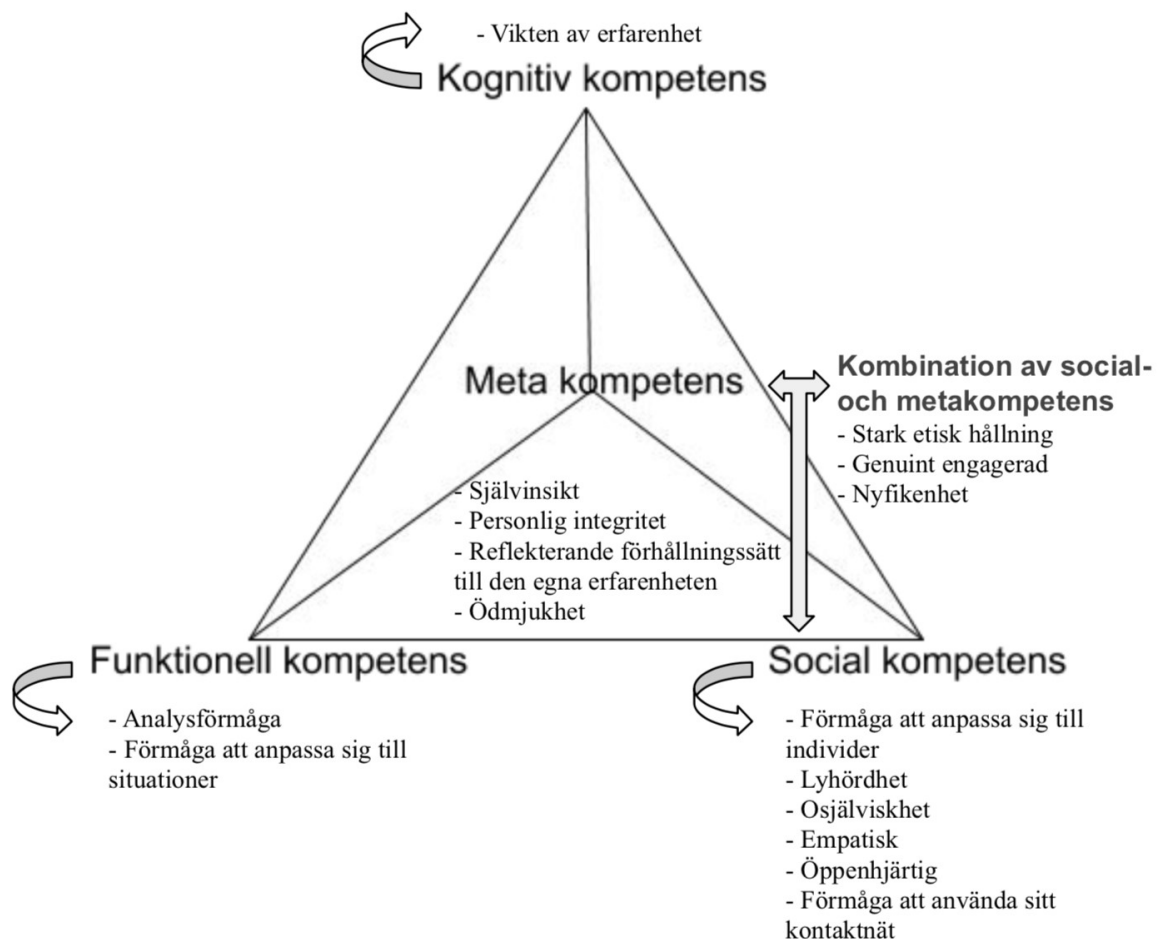 - Vikten av erfarenhet
Kognitiv kompetens
Meta kompetens
Kombination av social-
och metakompetens
- Stark etisk hållning
- Genuint engagerad
- Nyfikenhet
- Självinsikt
- Personlig integritet
- Reflekterande förhållningssätt
till den egna erfarenheten
- Ödmjukhet
Funktionell kompetens
- Analysförmåga
- Förmåga att anpassa sig till
situationer
Social kompetens
- Förmåga att anpassa sig till
individer
- Lyhördhet
- Osjälviskhet
- Empatisk
- Öppenhjärtig
- Förmåga att använda sitt
kontaktnät